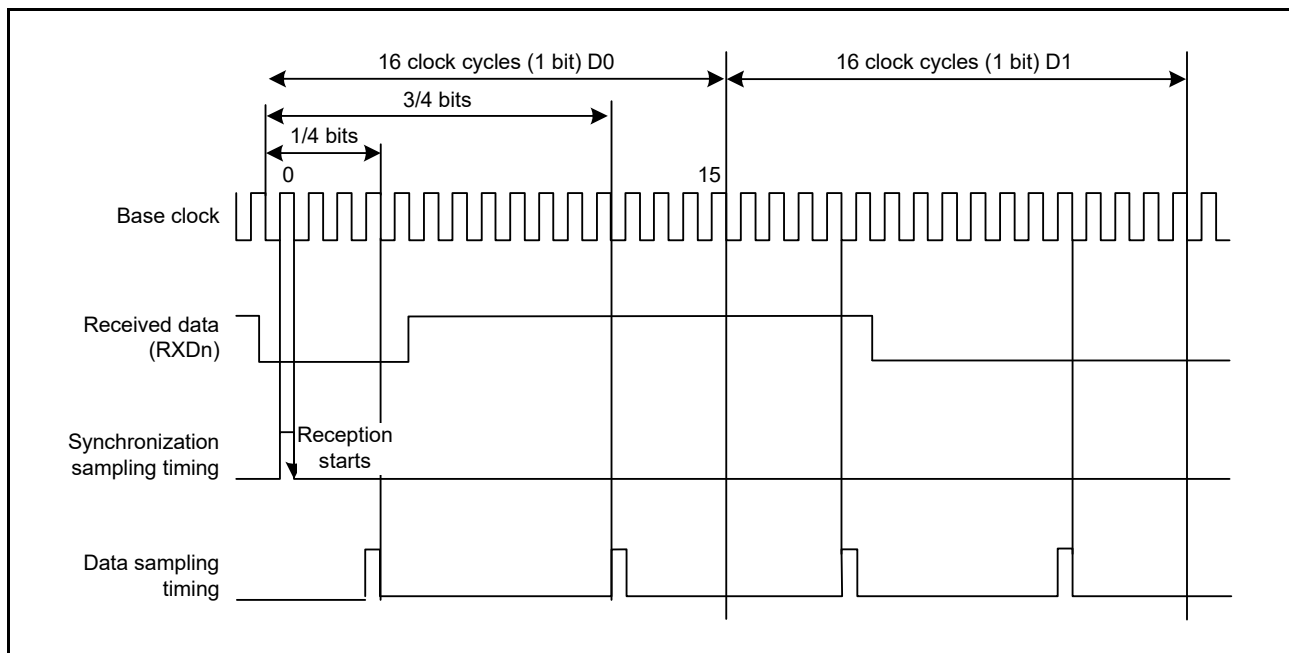 16 clock cycles (1 bit) D0
16 clock cycles (1 bit) D1
3/4 bits
1/4 bits
0
15
Base clock
Received data
(RXDn)
Synchronization
sampling timing
Reception
starts
Data sampling
timing